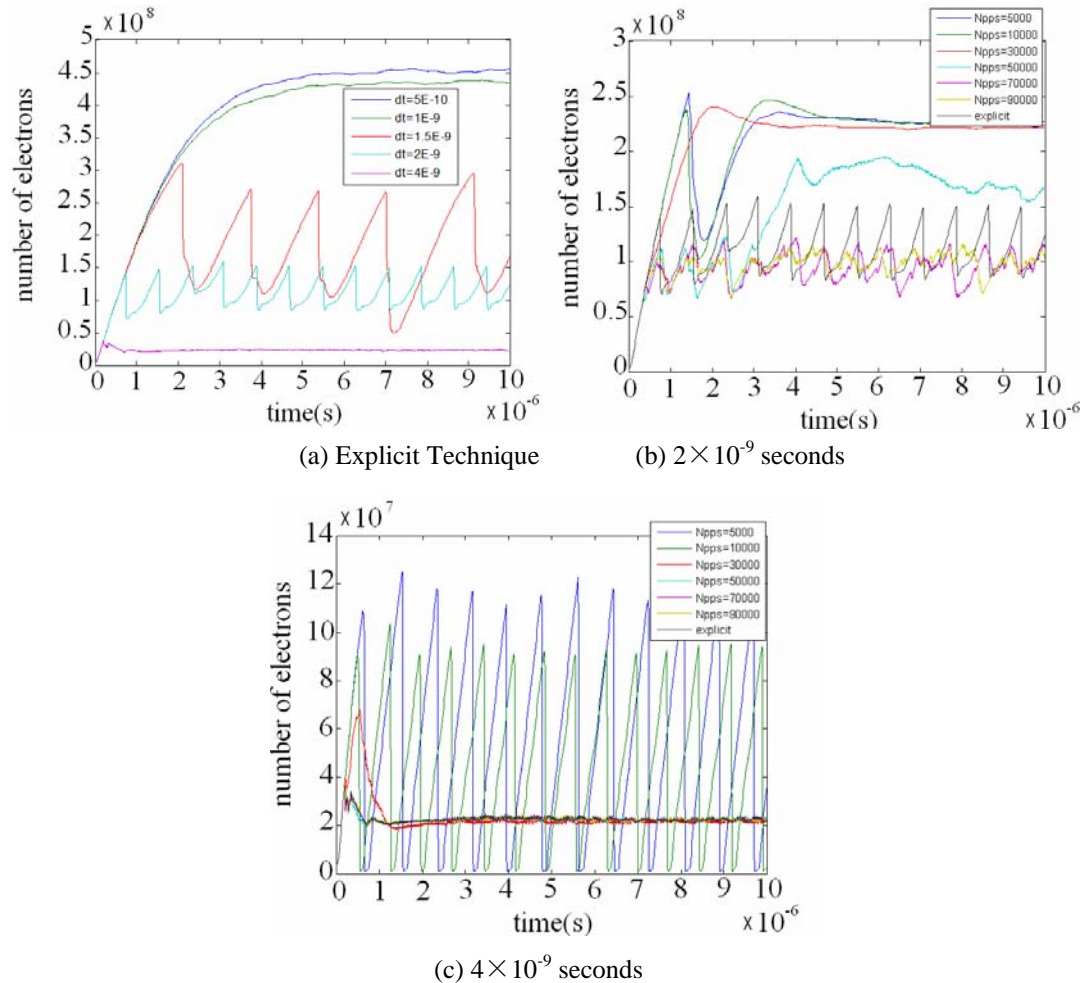 ×10⁸
number of electrons
5
4.5
4
3.5
3
2.5
2
1.5
1
0.5
0
0 1 2 3 4 5 6 7 8 9 10
time(s)
×10⁻⁶
dt=5E-10
dt=1E-9
dt=1.5E-9
dt=2E-9
dt=4E-9
(a) Explicit Technique
×10⁸
number of electrons
3
2.5
2
1.5
1
0.5
0
0 1 2 3 4 5 6 7 8 9 10
time(s)
×10⁻⁶
Npps=5000
Npps=10000
Npps=30000
Npps=50000
Npps=70000
Npps=90000
explicit
(b) 2×10⁻⁹ seconds
×10⁷
number of electrons
14
12
10
8
6
4
2
0
0 1 2 3 4 5 6 7 8 9 10
time(s)
×10⁻⁶
Npps=5000
Npps=10000
Npps=30000
Npps=50000
Npps=70000
Npps=90000
explicit
(c) 4×10⁻⁹ seconds